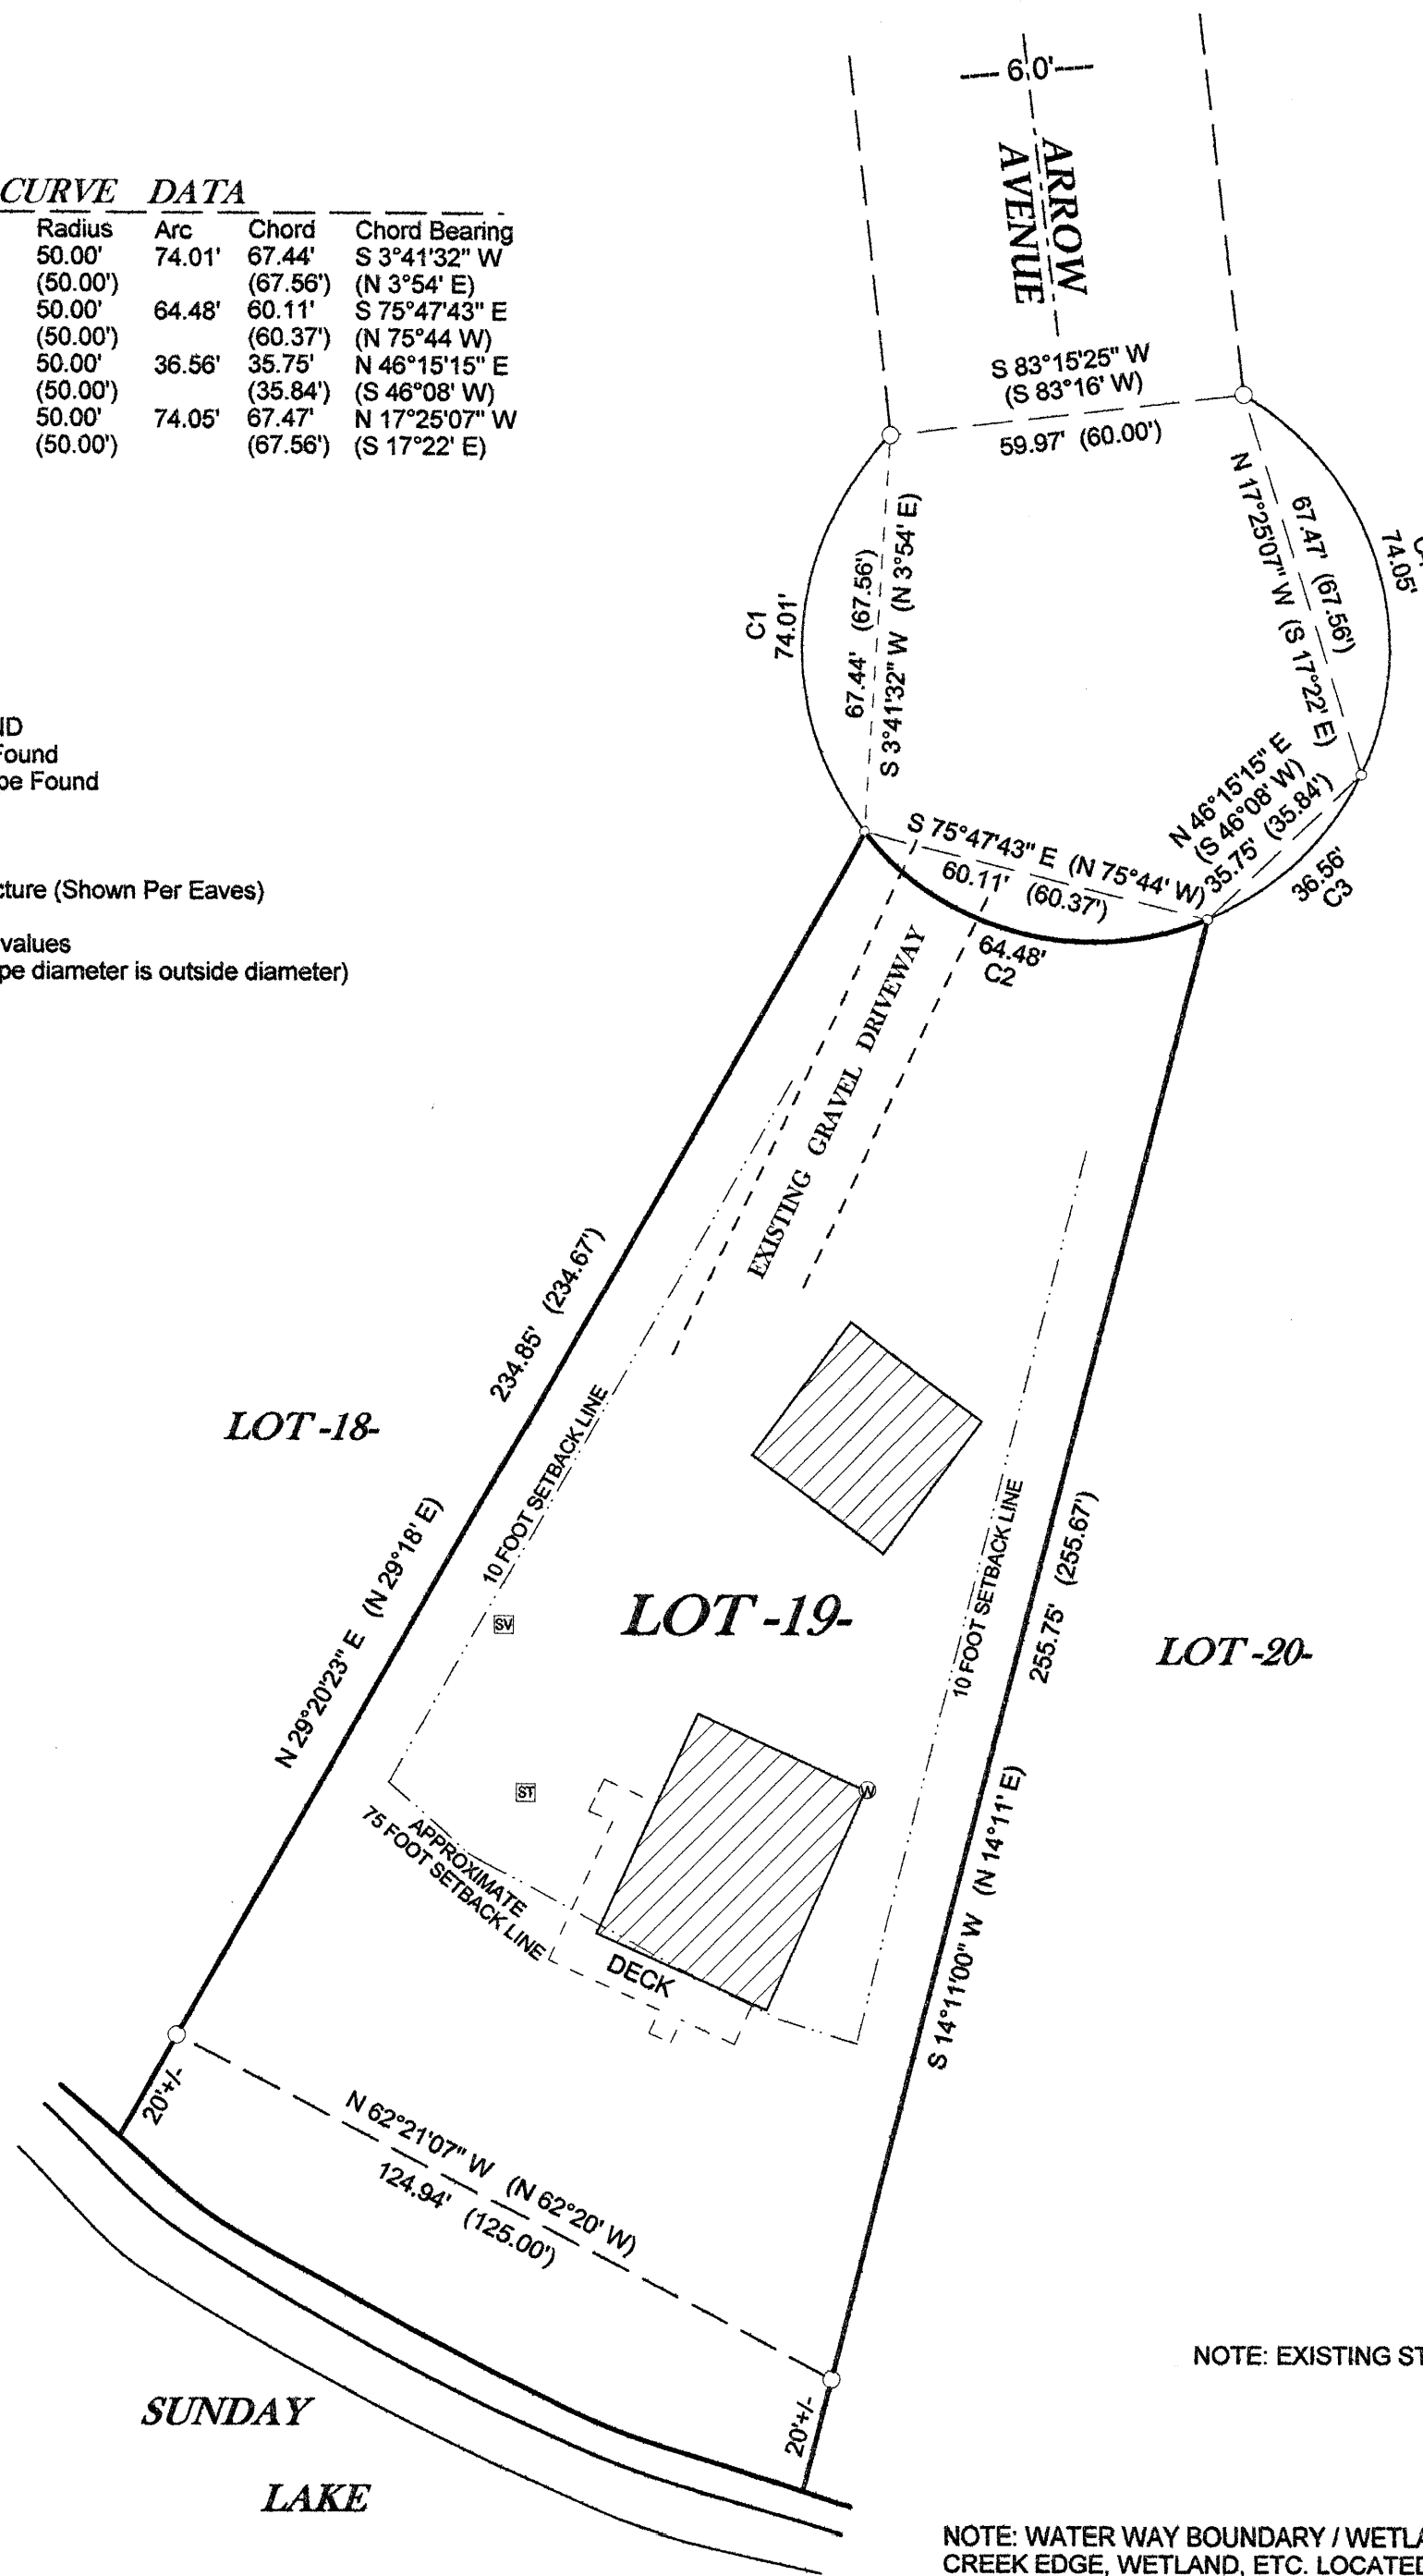 CURVE DATA
Radius Arc Chord Chord Bearing
50.00' 74.01' 67.44' S 3°41'32" W
(50.00') (67.56') (N 3°54' E)
50.00' 64.48' 60.11' S 75°47'43" E
(50.00') (60.37') (N 75°44 W)
50.00' 36.56' 35.75' N 46°15'15" E
(50.00') (35.84') (S 46°08' W)
50.00' 74.05' 67.47' N 17°25'07" W
(50.00') (67.56') (S 17°22' E)
60'
ARROW
AVENUE
S 83°15'25" W
(S 83°16' W)
59.97' (60.00')
C1
74.01'
67.44' (67.56')
S 3°41'32" W (N 3°54' E)
N 17°25'07" W (S 17°22' E)
67.47' (67.56')
74.05'
N 46°15'15" E
(S 46°08' W)
35.75' (35.84')
36.56'
C3
S 75°47'43" E (N 75°44' W)
60.11' (60.37')
64.48'
C2
Found
Found
cture (Shown Per Eaves)
values
pe diameter is outside diameter)
EXISTING GRAVEL DRIVEWAY
234.85' (234.67')
N 29°20'23" E (N 29°18' E)
LOT -18-
10 FOOT SETBACK LINE
SV
LOT -19-
10 FOOT SETBACK LINE
255.75' (255.67')
S 14°11'00" W (N 14°11' E)
LOT -20-
ST
W
APPROXIMATE
75 FOOT SETBACK LINE
DECK
20'+/-
N 62°21'07" W (N 62°20' W)
124.94' (125.00')
20'+/-
NOTE: EXISTING ST
SUNDAY
LAKE
NOTE: WATER WAY BOUNDARY / WETLA
CREEK EDGE, WETLAND, ETC. LOCATED